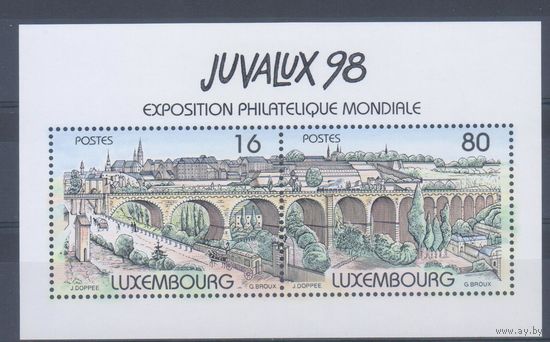 JUVALUX 98
EXPOSITION PHILATELIQUE MONDIALE
POSTES 16
POSTES 80
LUXEMBOURG
J.DOPPEE G.BROUX
LUXEMBOURG
J.DOPPEE G.BROUX
www.ay.by